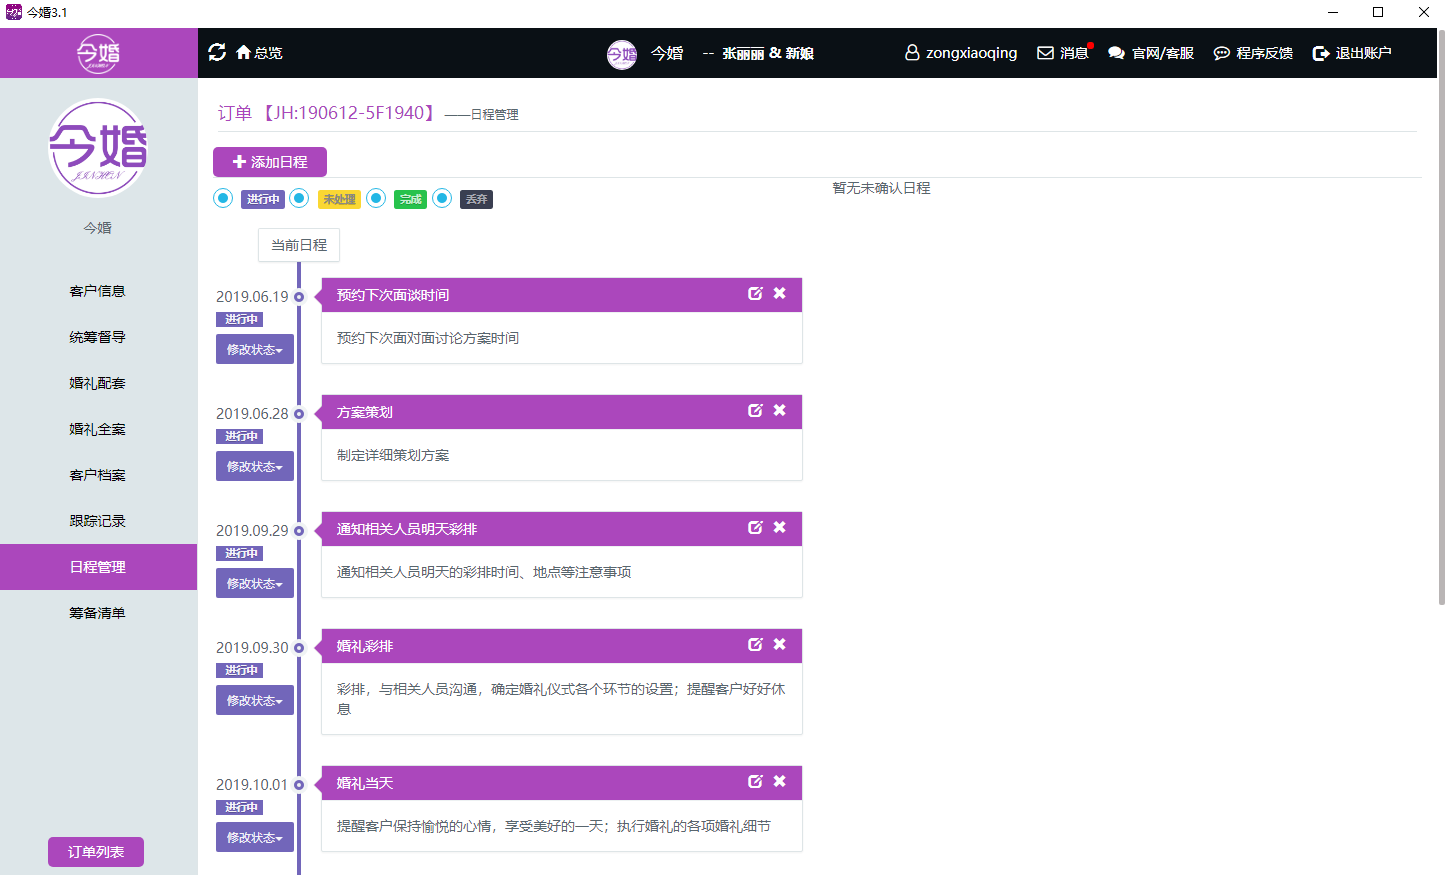 今婚3.1
今婚
JINHEN
总览
今婚
今婚 -- 张丽丽 & 新娘
zongxiaoqing
消息
官网/客服
程序反馈
退出账户
今婚
JINHEN
今婚
客户信息
统筹督导
婚礼配套
婚礼全案
客户档案
跟踪记录
日程管理
筹备清单
订单列表
订单 【JH:190612-5F1940】 ——日程管理
添加日程
进行中 未处理 完成 丢弃
暂无未确认日程
当前日程
2019.06.19
进行中
修改状态
预约下次面谈时间
预约下次面对面讨论方案时间
2019.06.28
进行中
修改状态
方案策划
制定详细策划方案
2019.09.29
进行中
修改状态
通知相关人员明天彩排
通知相关人员明天的彩排时间、地点等注意事项
2019.09.30
进行中
修改状态
婚礼彩排
彩排，与相关人员沟通，确定婚礼仪式各个环节的设置；提醒客户好好休
息
2019.10.01
进行中
修改状态
婚礼当天
提醒客户保持愉悦的心情，享受美好的一天；执行婚礼的各项婚礼细节